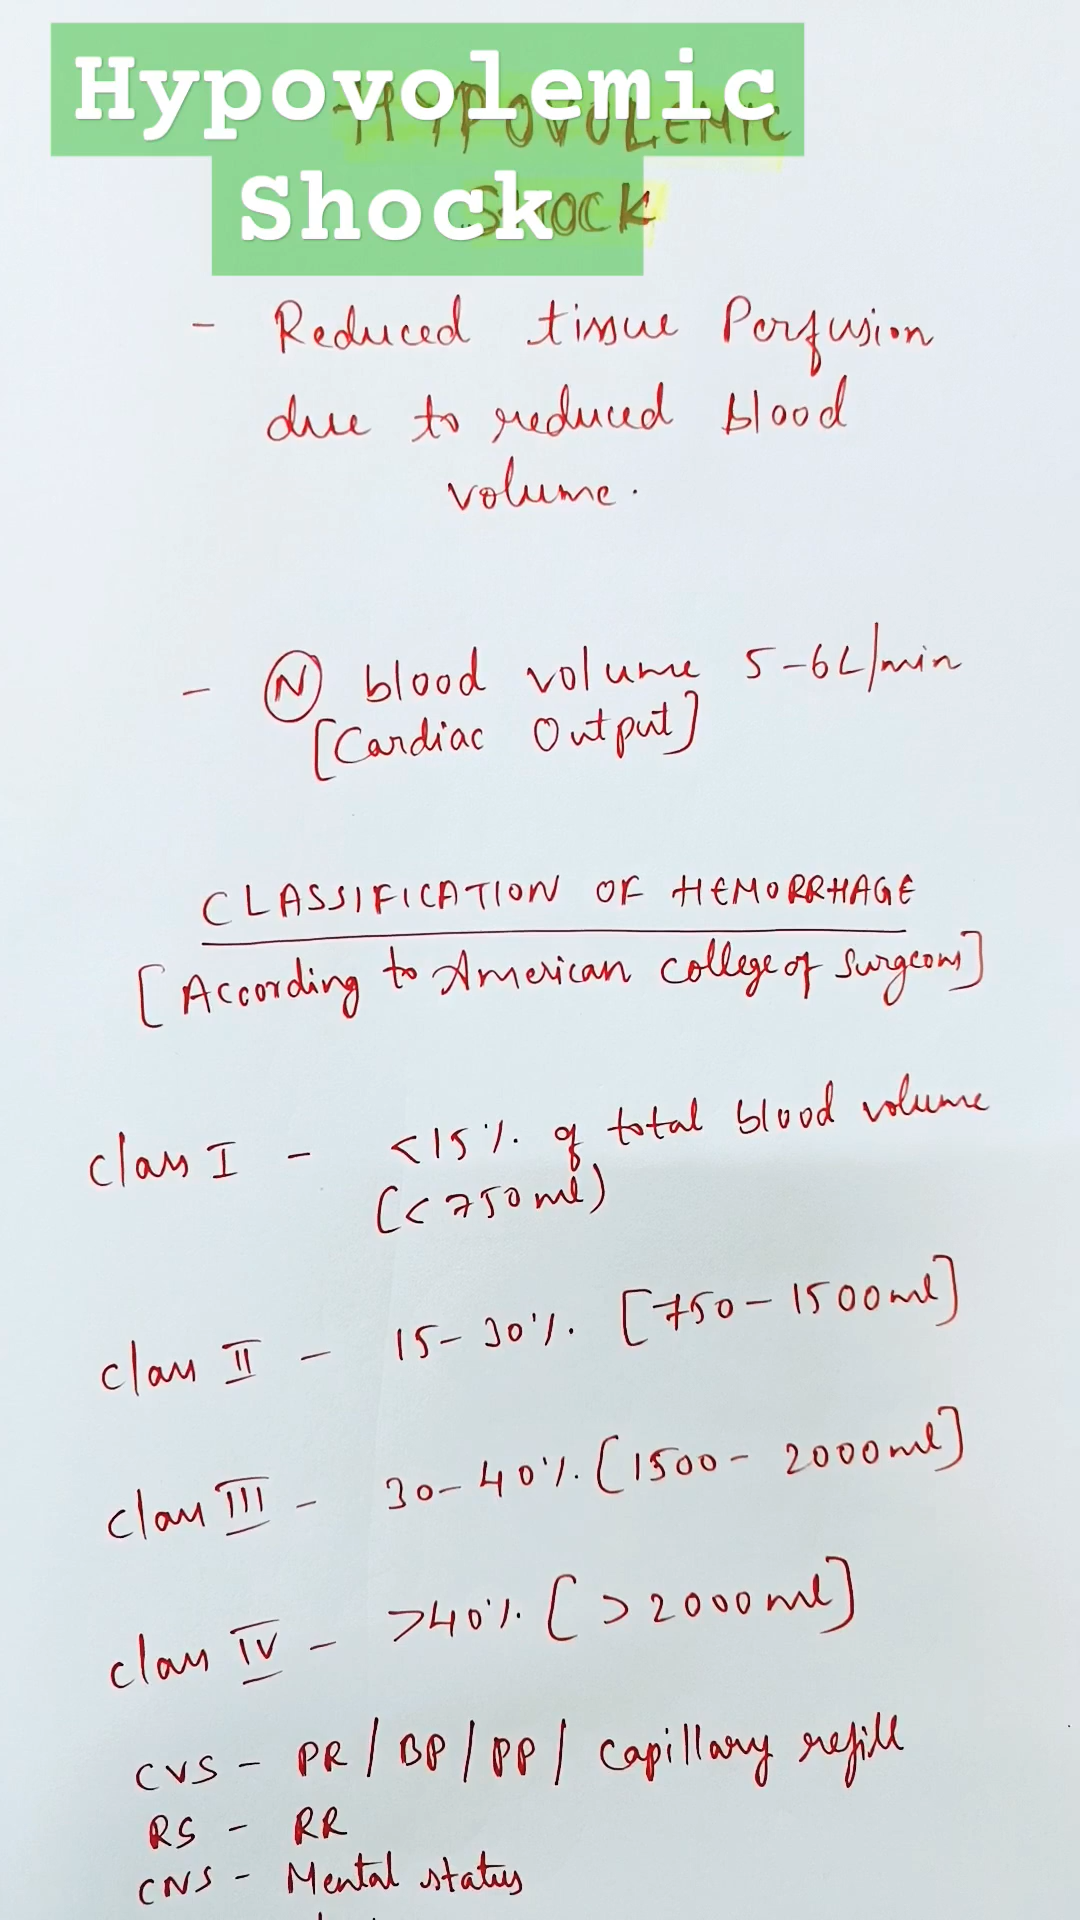 Hypovolemic
Shock
HYPOVOLEMIC
SHOCK
- Reduced tissue Perfusion
due to reduced blood
volume.
- Ⓝ blood volume 5-6L/min
[Cardiac Output]
CLASSIFICATION OF HEMORRHAGE
[According to American college of surgeons]
class I - <15% of total blood volume
(<750ml)
class II - 15-30%. [750-1500ml]
class III - 30-40%. (1500-2000ml]
class IV - >40%. [>2000ml]
CVS - PR/BP/PP/ capillary refill
RS - RR
CNS - Mental status